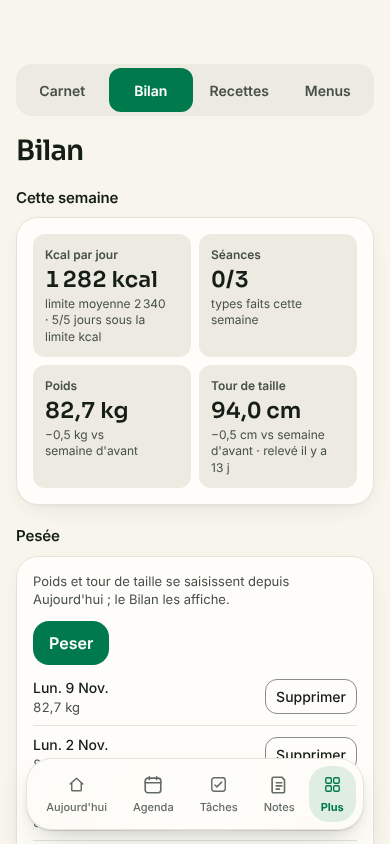 Carnet Bilan Recettes Menus
Bilan
Cette semaine
Kcal par jour
1 282 kcal
limite moyenne 2 340
· 5/5 jours sous la
limite kcal
Séances
0/3
types faits cette
semaine
Poids
82,7 kg
−0,5 kg vs
semaine d'avant
Tour de taille
94,0 cm
−0,5 cm vs semaine
d'avant · relevé il y a
13 j
Pesée
Poids et tour de taille se saisissent depuis
Aujourd'hui ; le Bilan les affiche.
Peser
Lun. 9 Nov.
82,7 kg
Supprimer
Lun. 2 Nov.
Supprimer
Aujourd'hui Agenda Tâches Notes Plus